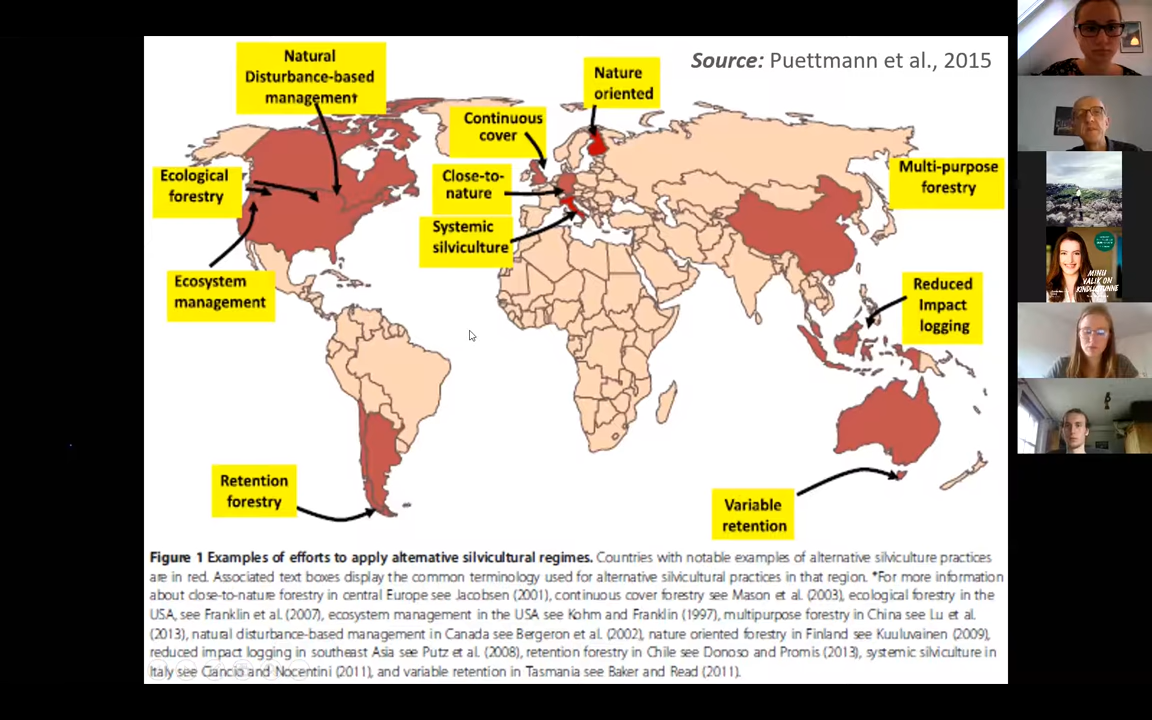 Source: Puettmann et al., 2015
Natural
Disturbance-based
management
Nature
oriented
Continuous
cover
Ecological
forestry
Close-to-
nature
Multi-purpose
forestry
Systemic
silviculture
Ecosystem
management
Reduced
Impact
logging
Retention
forestry
Variable
retention
Figure 1 Examples of efforts to apply alternative silvicultural regimes. Countries with notable examples of alternative silviculture practices
are in red. Associated text boxes display the common terminology used for alternative silvicultural practices in that region. *For more information
about close-to-nature forestry in central Europe see Jacobsen (2001), continuous cover forestry see Mason et al. (2003), ecological forestry in the
USA, see Franklin et al. (2007), ecosystem management in the USA see Kohm and Franklin (1997), multipurpose forestry in China see Lu et al.
(2013), natural disturbance-based management in Canada see Bergeron et al. (2002), nature oriented forestry in Finland see Kuuluvainen (2009),
reduced impact logging in southeast Asia see Putz et al. (2008), retention forestry in Chile see Donoso and Promis (2013), systemic silviculture in
Italy see Ciancio and Nocentini (2011), and variable retention in Tasmania see Baker and Read (2011).
MINU
VALIK ON